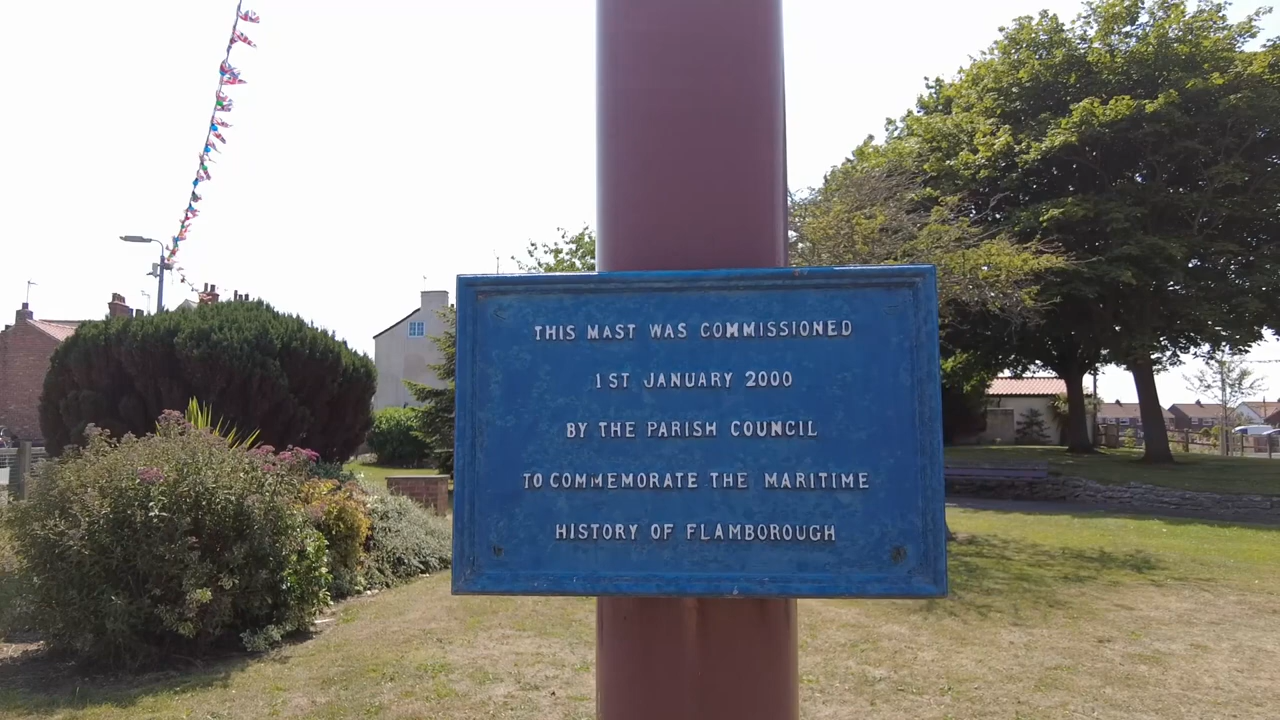 THIS MAST WAS COMMISSIONED
1ST JANUARY 2000
BY THE PARISH COUNCIL
TO COMMEMORATE THE MARITIME
HISTORY OF FLAMBOROUGH